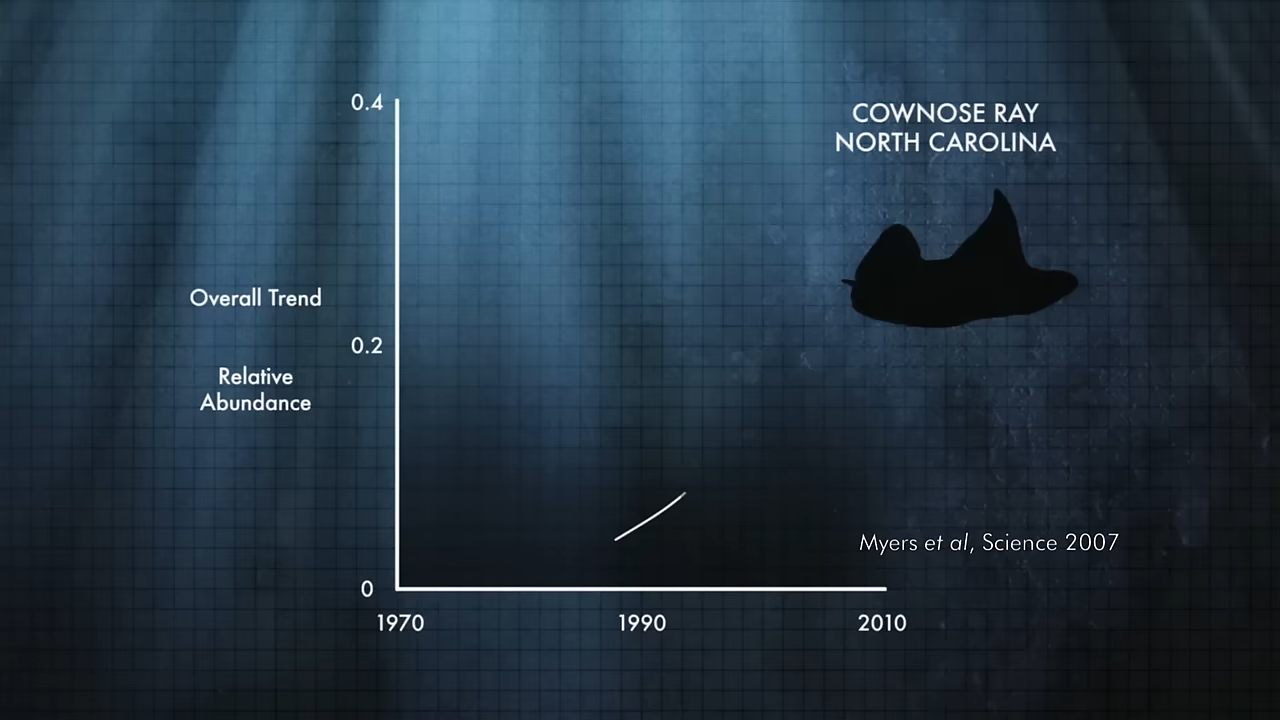 COWNOSE RAY
NORTH CAROLINA
0.4
Overall Trend
0.2
Relative
Abundance
Myers et al, Science 2007
0
1970
1990
2010